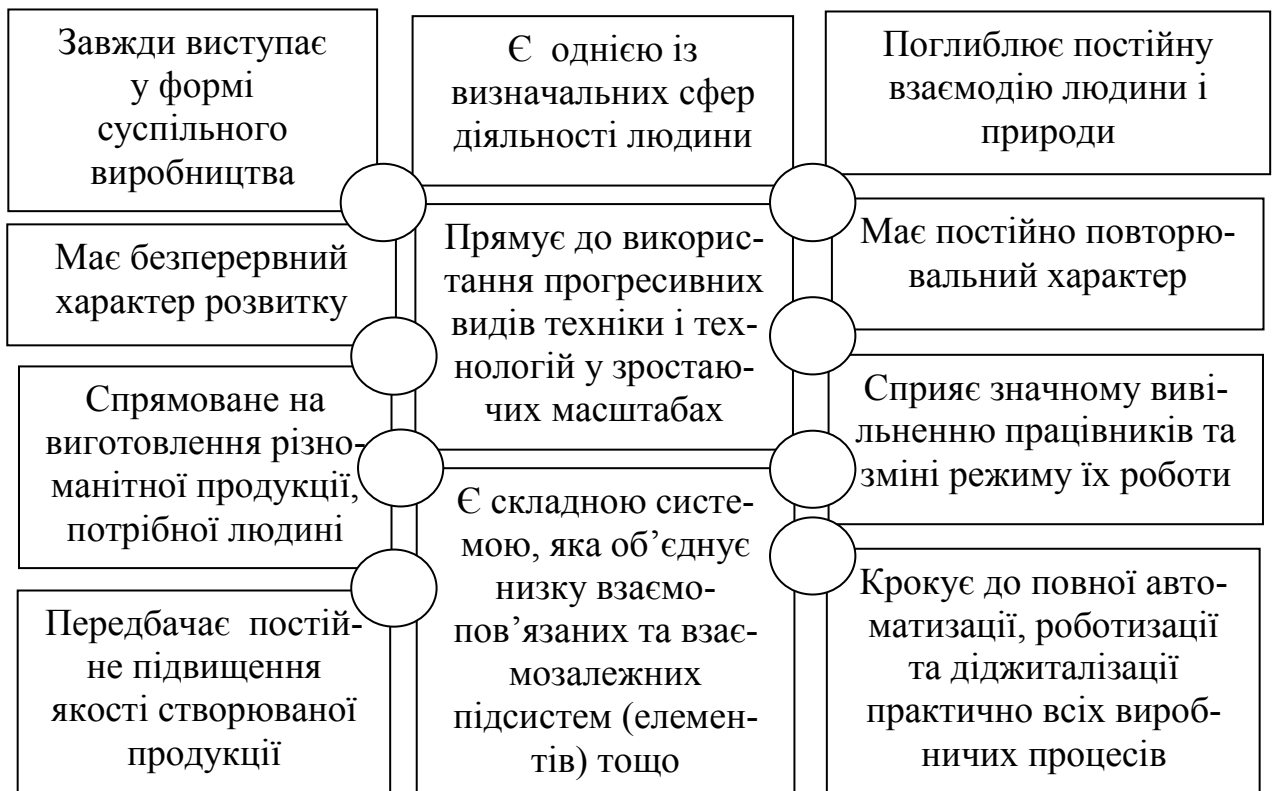 Завжди виступає
у формі
суспільного
виробництва
Має безперервний
характер розвитку
Спрямоване на
виготовлення різно-
манітної продукції,
потрібної людині
Передбачає постій-
не підвищення
якості створюваної
продукції
Є однією із
визначальних сфер
діяльності людини
Прямує до викорис-
тання прогресивних
видів техніки і тех-
нологій у зростаю-
чих масштабах
Є складною систе-
мою, яка об’єднує
низку взаємо-
пов’язаних та взає-
мозалежних
підсистем (елемен-
тів) тощо
Поглиблює постійну
взаємодію людини і
природи
Має постійно повторю-
вальний характер
Сприяє значному виві-
льненню працівників та
зміні режиму їх роботи
Крокує до повної авто-
матизації, роботизації
та діджиталізації
практично всіх вироб-
ничих процесів